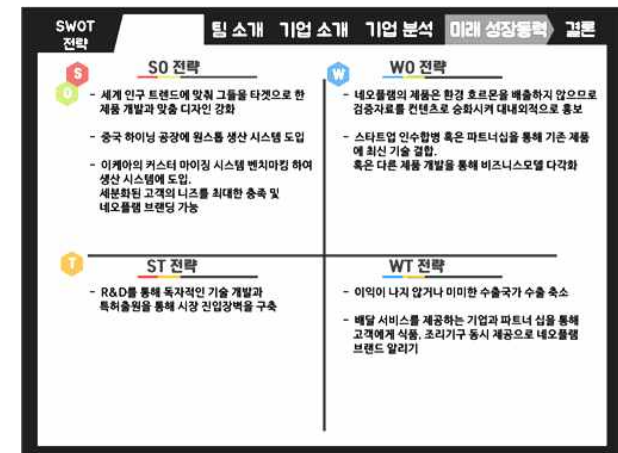 SWOT
전략
팀 소개 기업 소개 기업 분석 미래 성장동력 결론
S
O
SO 전략
- 세계 인구 트렌드에 맞춰 그들을 타겟으로 한
제품 개발과 맞춤 디자인 강화
- 중국 하이닝 공장에 원스톱 생산 시스템 도입
- 이케아의 커스터 마이징 시스템 벤치마킹 하여
생산 시스템에 도입.
세분화된 고객의 니즈를 최대한 충족 및
네오플램 브랜딩 가능
W
WO 전략
- 네오플램의 제품은 환경 호르몬을 배출하지 않으므로
검증자료를 컨텐츠로 승화시켜 대내외적으로 홍보
- 스타트업 인수합병 혹은 파트너십을 통해 기존 제품
에 최신 기술 결합.
혹은 다른 제품 개발을 통해 비즈니스모델 다각화
T
ST 전략
- R&D를 통해 독자적인 기술 개발과
특허출원을 통해 시장 진입장벽을 구축
WT 전략
- 이익이 나지 않거나 미미한 수출국가 수출 축소
- 배달 서비스를 제공하는 기업과 파트너 십을 통해
고객에게 식품, 조리기구 동시 제공으로 네오플램
브랜드 알리기